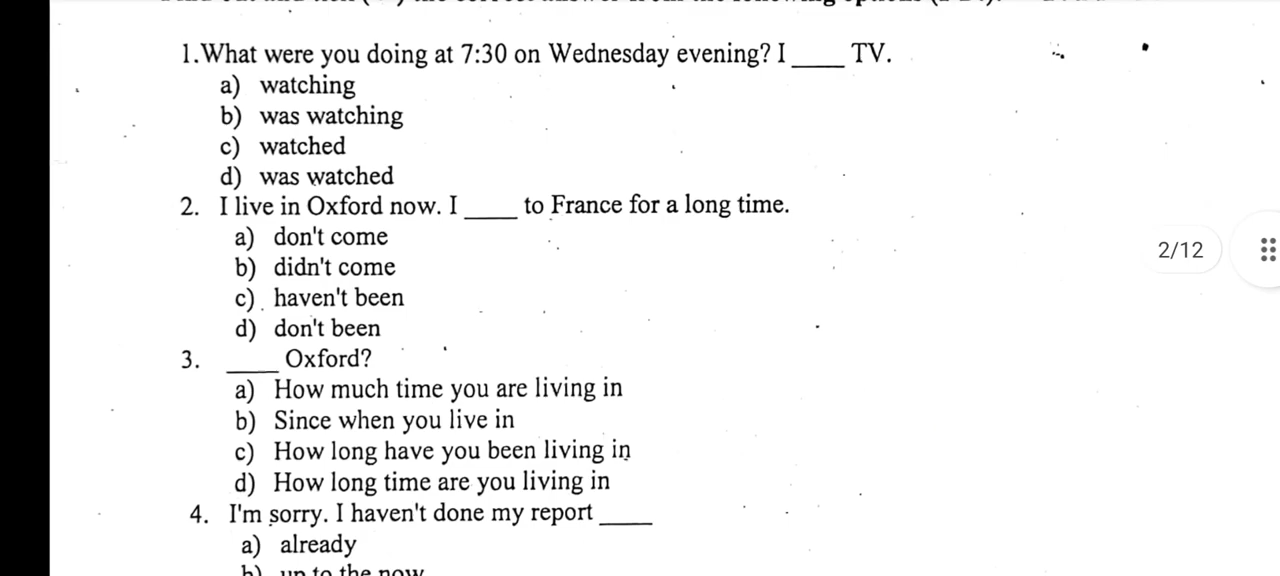 1. What were you doing at 7:30 on Wednesday evening? I ____ TV.
a) watching
b) was watching
c) watched
d) was watched
2. I live in Oxford now. I ____ to France for a long time.
a) don't come
b) didn't come
c) haven't been
d) don't been
2/12
3. ____ Oxford?
a) How much time you are living in
b) Since when you live in
c) How long have you been living in
d) How long time are you living in
4. I'm sorry. I haven't done my report ____
a) already
b) up to the now